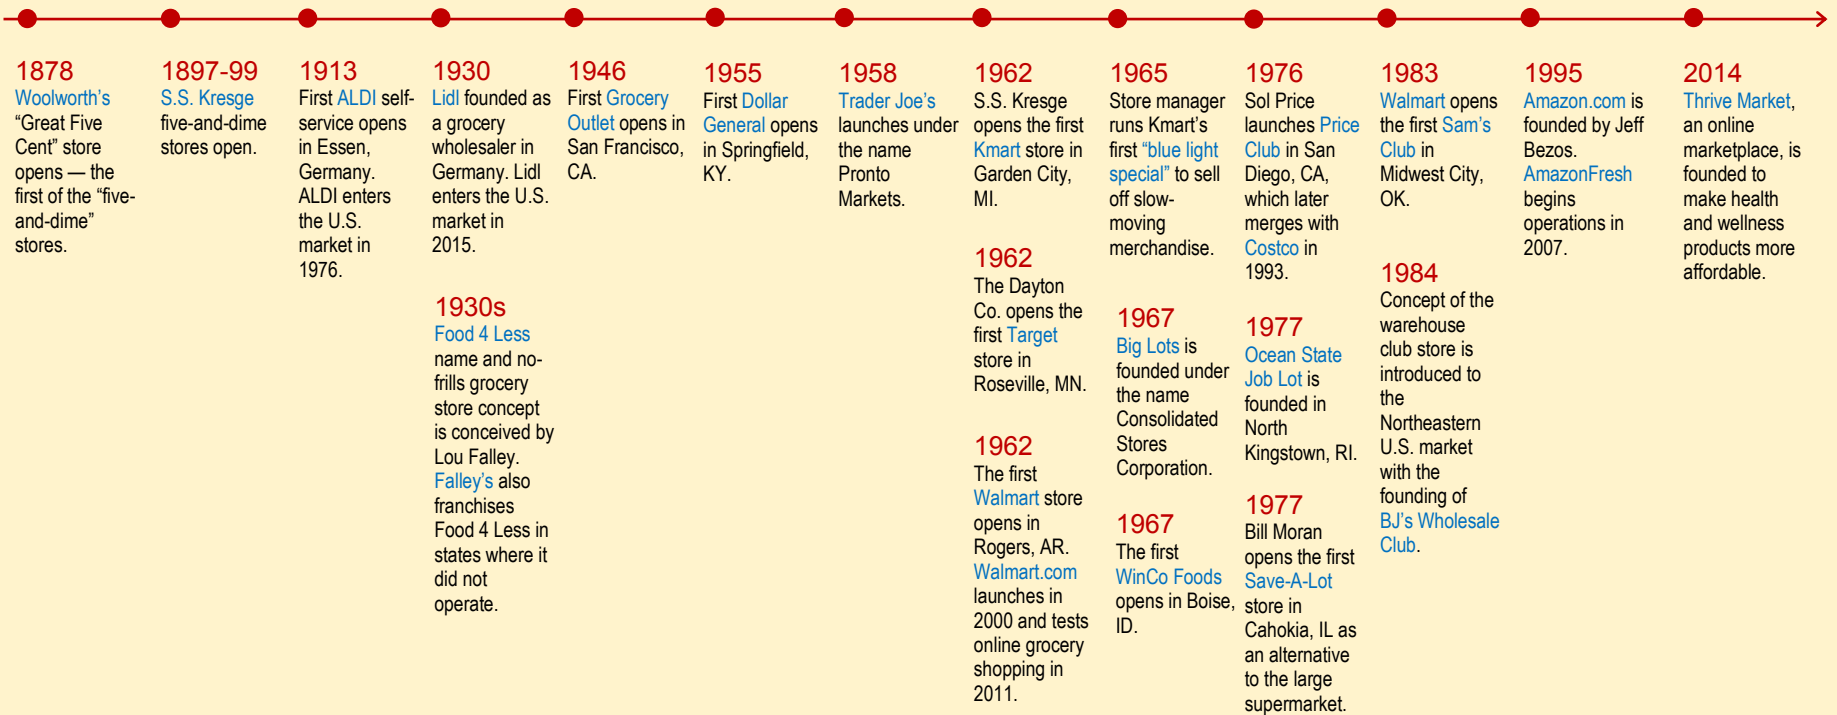 1878
Woolworth’s
“Great Five
Cent” store
opens — the
first of the “five-
and-dime”
stores.
1897-99
S.S. Kresge
five-and-dime
stores open.
1913
First ALDI self-
service opens
in Essen,
Germany.
ALDI enters
the U.S.
market in
1976.
1930
Lidl founded as
a grocery
wholesaler in
Germany. Lidl
enters the U.S.
market in
2015.
1930s
Food 4 Less
name and no-
frills grocery
store concept
is conceived by
Lou Falley.
Falley’s also
franchises
Food 4 Less in
states where it
did not
operate.
1946
First Grocery
Outlet opens in
San Francisco,
CA.
1955
First Dollar
General opens
in Springfield,
KY.
1958
Trader Joe’s
launches under
the name
Pronto
Markets.
1962
S.S. Kresge
opens the first
Kmart store in
Garden City,
MI.
1962
The Dayton
Co. opens the
first Target
store in
Roseville, MN.
1962
The first
Walmart store
opens in
Rogers, AR.
Walmart.com
launches in
2000 and tests
online grocery
shopping in
2011.
1965
Store manager
runs Kmart’s
first “blue light
special” to sell
off slow-
moving
merchandise.
1967
Big Lots is
founded under
the name
Consolidated
Stores
Corporation.
1967
The first
WinCo Foods
opens in Boise,
ID.
1976
Sol Price
launches Price
Club in San
Diego, CA,
which later
merges with
Costco in
1993.
1977
Ocean State
Job Lot is
founded in
North
Kingstown, RI.
1977
Bill Moran
opens the first
Save-A-Lot
store in
Cahokia, IL as
an alternative
to the large
supermarket.
1983
Walmart opens
the first Sam’s
Club in
Midwest City,
OK.
1984
Concept of the
warehouse
club store is
introduced to
the
Northeastern
U.S. market
with the
founding of
BJ’s Wholesale
Club.
1995
Amazon.com is
founded by Jeff
Bezos.
AmazonFresh
begins
operations in
2007.
2014
Thrive Market,
an online
marketplace, is
founded to
make health
and wellness
products more
affordable.